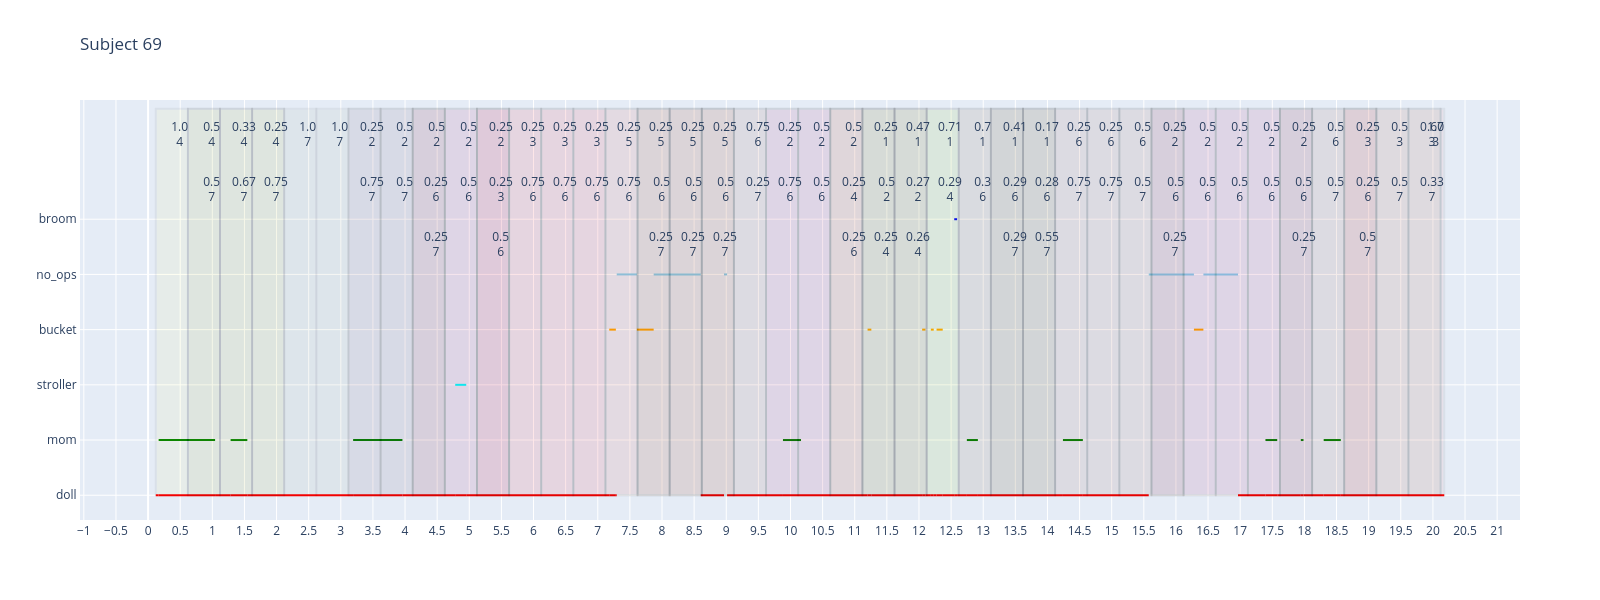 Subject 69
1.0 0.5 0.33 0.25 1.0 1.0 0.25 0.5 0.5 0.5 0.25 0.25 0.25 0.25 0.25 0.25 0.25 0.25 0.75 0.25 0.5 0.5 0.25 0.47 0.71 0.7 0.41 0.17 0.25 0.25 0.5 0.25 0.5 0.5 0.5 0.25 0.5 0.25 0.5
4 4 4 4 7 7 2 2 2 2 2 3 3 3 5 5 5 5 6 2 2 2 1 1 1 1 1 1 6 6 6 2 2 2 2 2 6 3 3
0.5 0.67 0.75 0.75 0.5 0.25 0.5 0.25 0.75 0.75 0.75 0.75 0.5 0.5 0.5 0.25 0.75 0.5 0.25 0.5 0.27 0.29 0.3 0.29 0.28 0.75 0.75 0.5 0.5 0.5 0.5 0.5 0.5 0.5 0.25 0.5 0.33
7 7 7 7 7 6 6 3 6 6 6 6 6 6 6 7 6 6 4 2 2 4 6 6 6 7 7 7 6 6 6 6 6 7 6 7 7
broom
0.25 0.5 0.25 0.25 0.25 0.25 0.25 0.26 0.29 0.55 0.25 0.25 0.5
7 6 7 7 7 6 4 4 7 7 7 7 7
no_ops
bucket
stroller
mom
doll
−1 −0.5 0 0.5 1 1.5 2 2.5 3 3.5 4 4.5 5 5.5 6 6.5 7 7.5 8 8.5 9 9.5 10 10.5 11 11.5 12 12.5 13 13.5 14 14.5 15 15.5 16 16.5 17 17.5 18 18.5 19 19.5 20 20.5 21